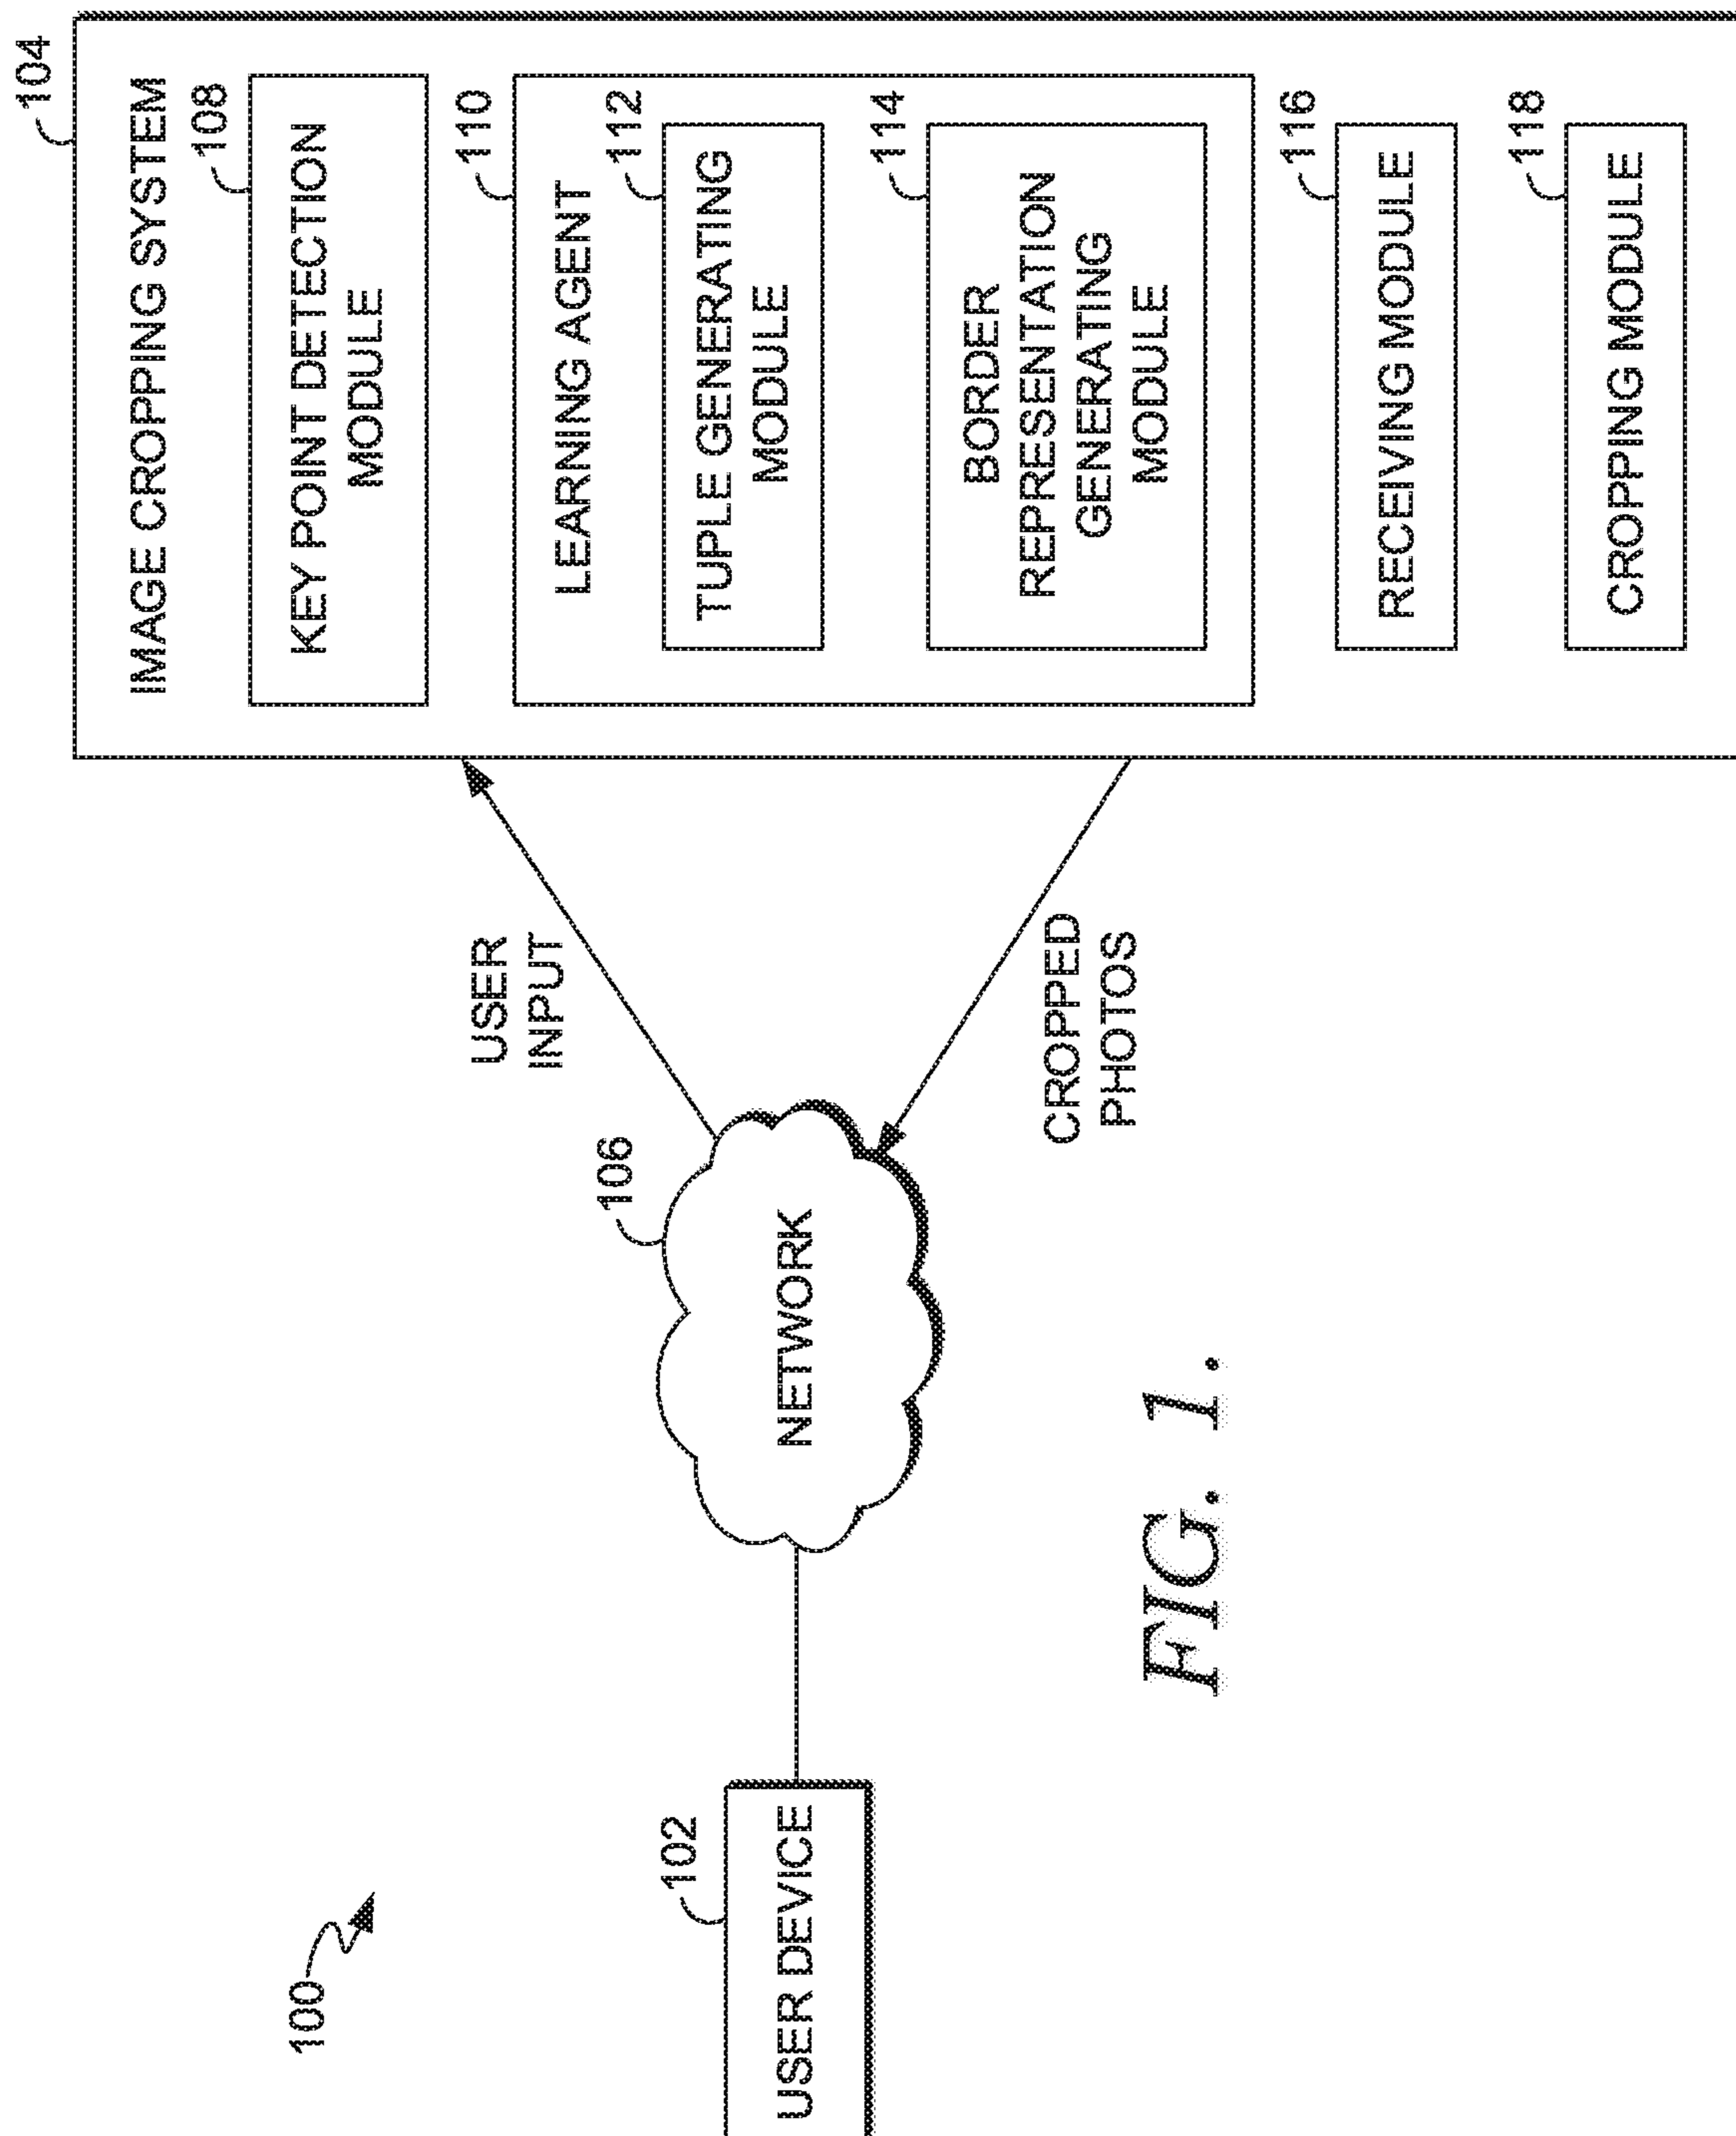 100
102
USER DEVICE
106
NETWORK
USER
INPUT
CROPPED
PHOTOS
104
IMAGE CROPPING SYSTEM
108
KEY POINT DETECTION
MODULE
110
LEARNING AGENT
112
TUPLE GENERATING
MODULE
114
BORDER
REPRESENTATION
GENERATING
MODULE
116
RECEIVING MODULE
118
CROPPING MODULE
FIG. 1.